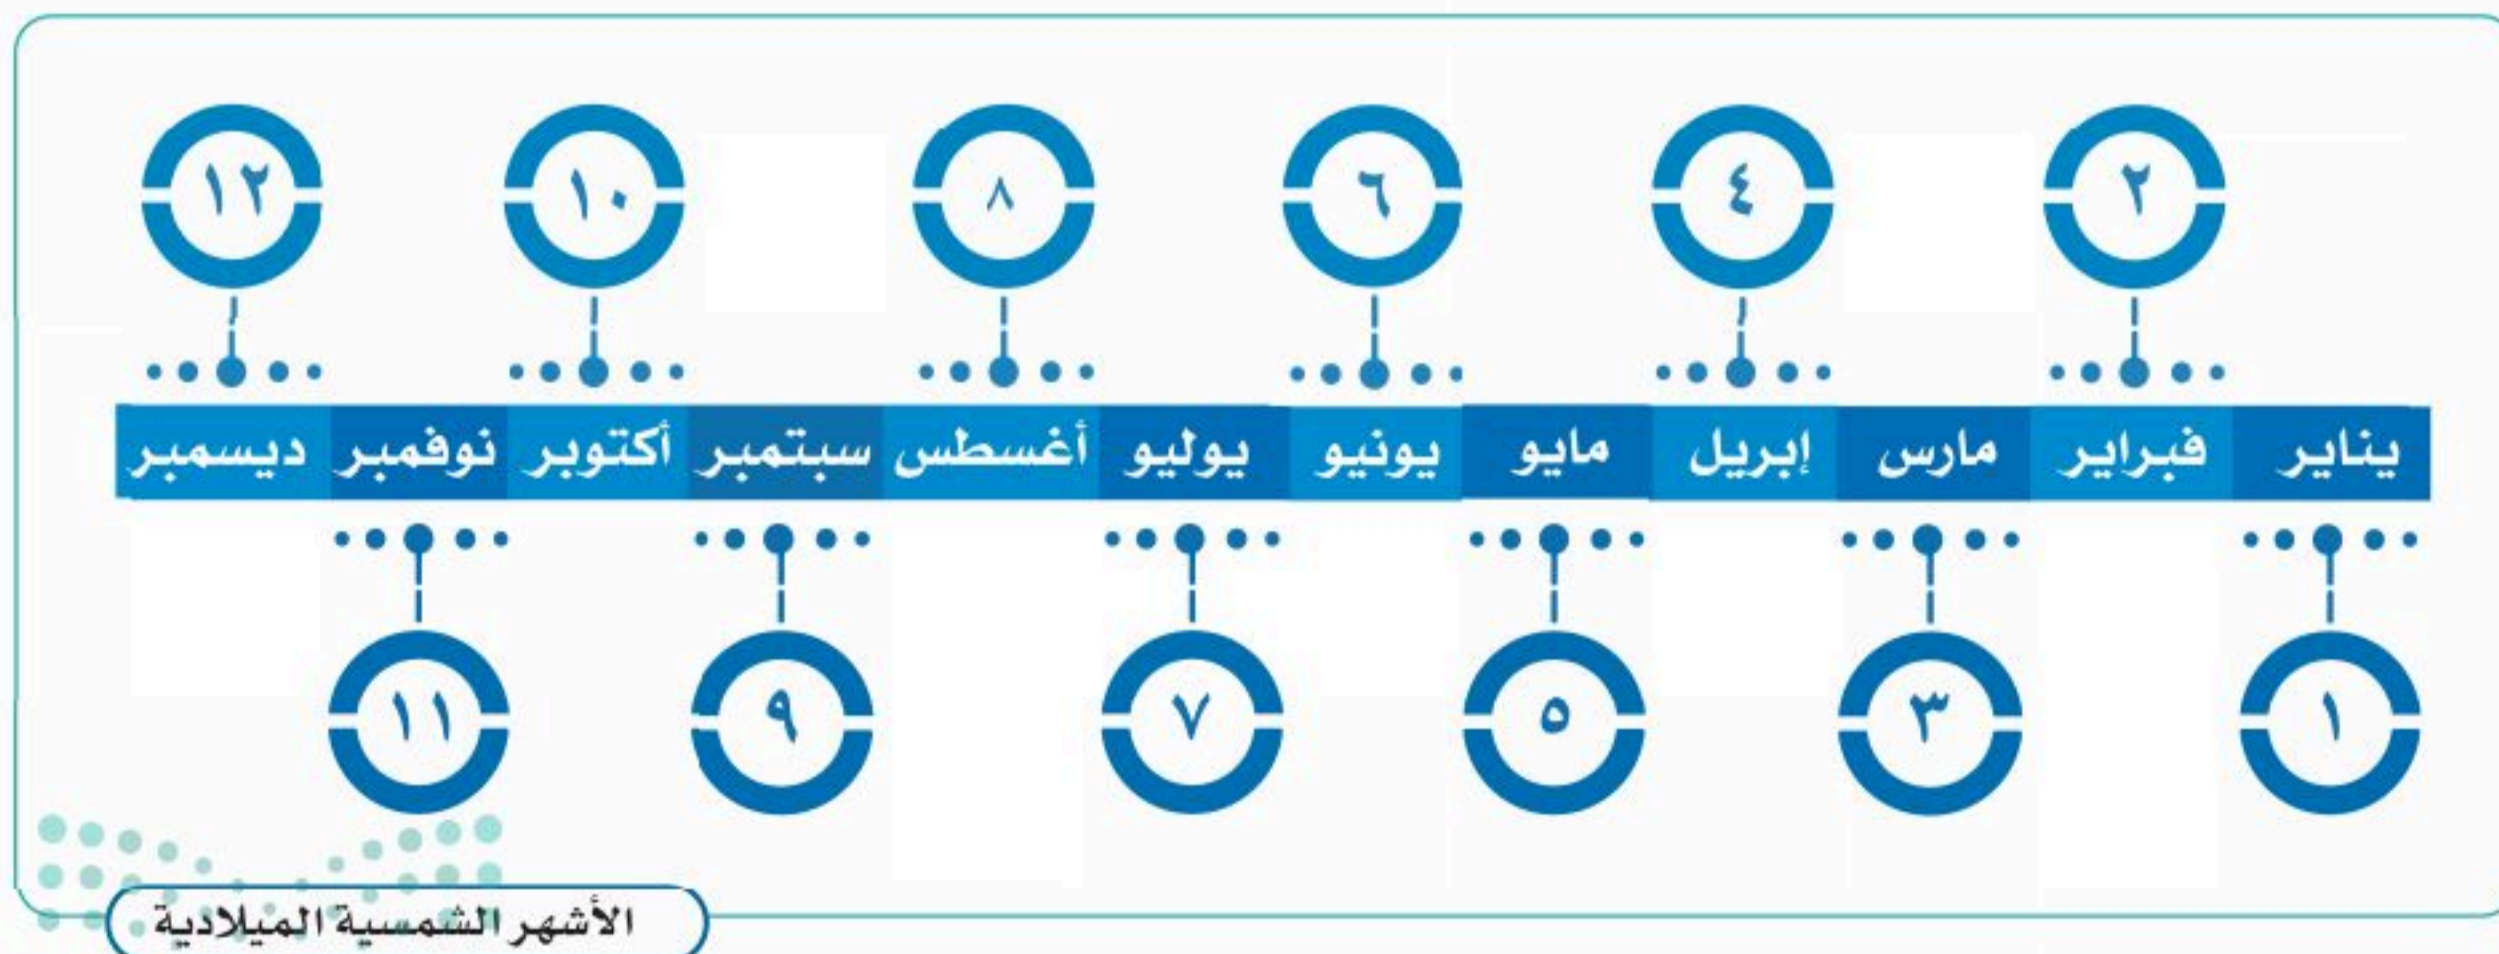 ٢ ٤ ٦ ٨ ١٠ ١٢
يناير فبراير مارس إبريل مايو يونيو يوليو أغسطس سبتمبر أكتوبر نوفمبر ديسمبر
١ ٣ ٥ ٧ ٩ ١١
الأشهر الشمسية الميلادية